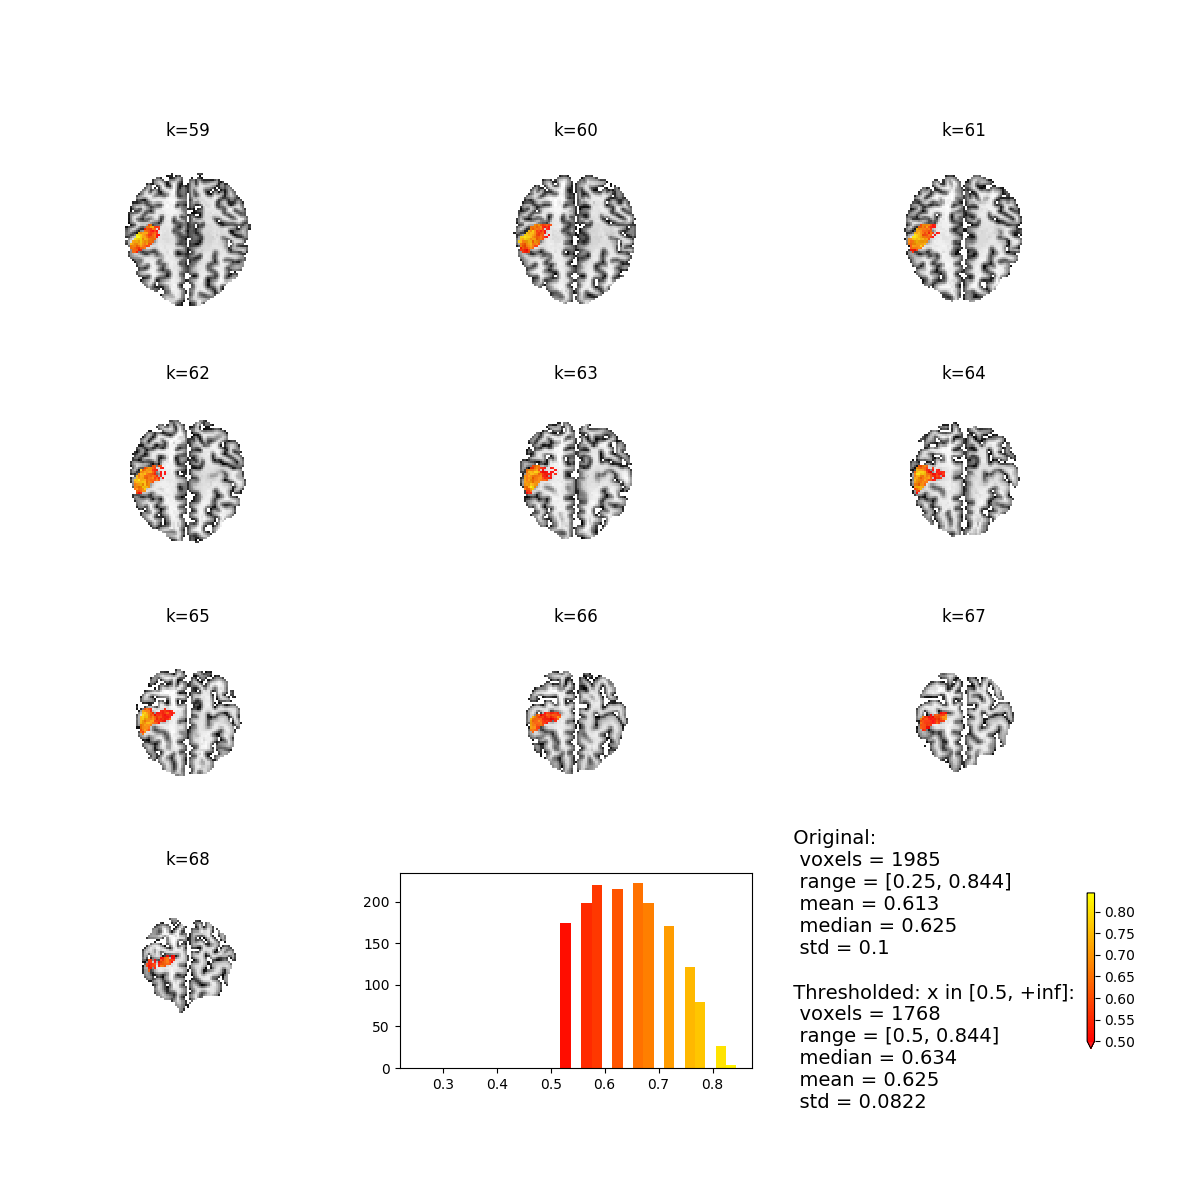 k=59
k=60
k=61
k=62
k=63
k=64
k=65
k=66
k=67
k=68
200
150
100
50
0
0.3
0.4
0.5
0.6
0.7
0.8
Original:
voxels = 1985
range = [0.25, 0.844]
mean = 0.613
median = 0.625
std = 0.1
Thresholded: x in [0.5, +inf]:
voxels = 1768
range = [0.5, 0.844]
median = 0.634
mean = 0.625
std = 0.0822
0.80
0.75
0.70
0.65
0.60
0.55
0.50